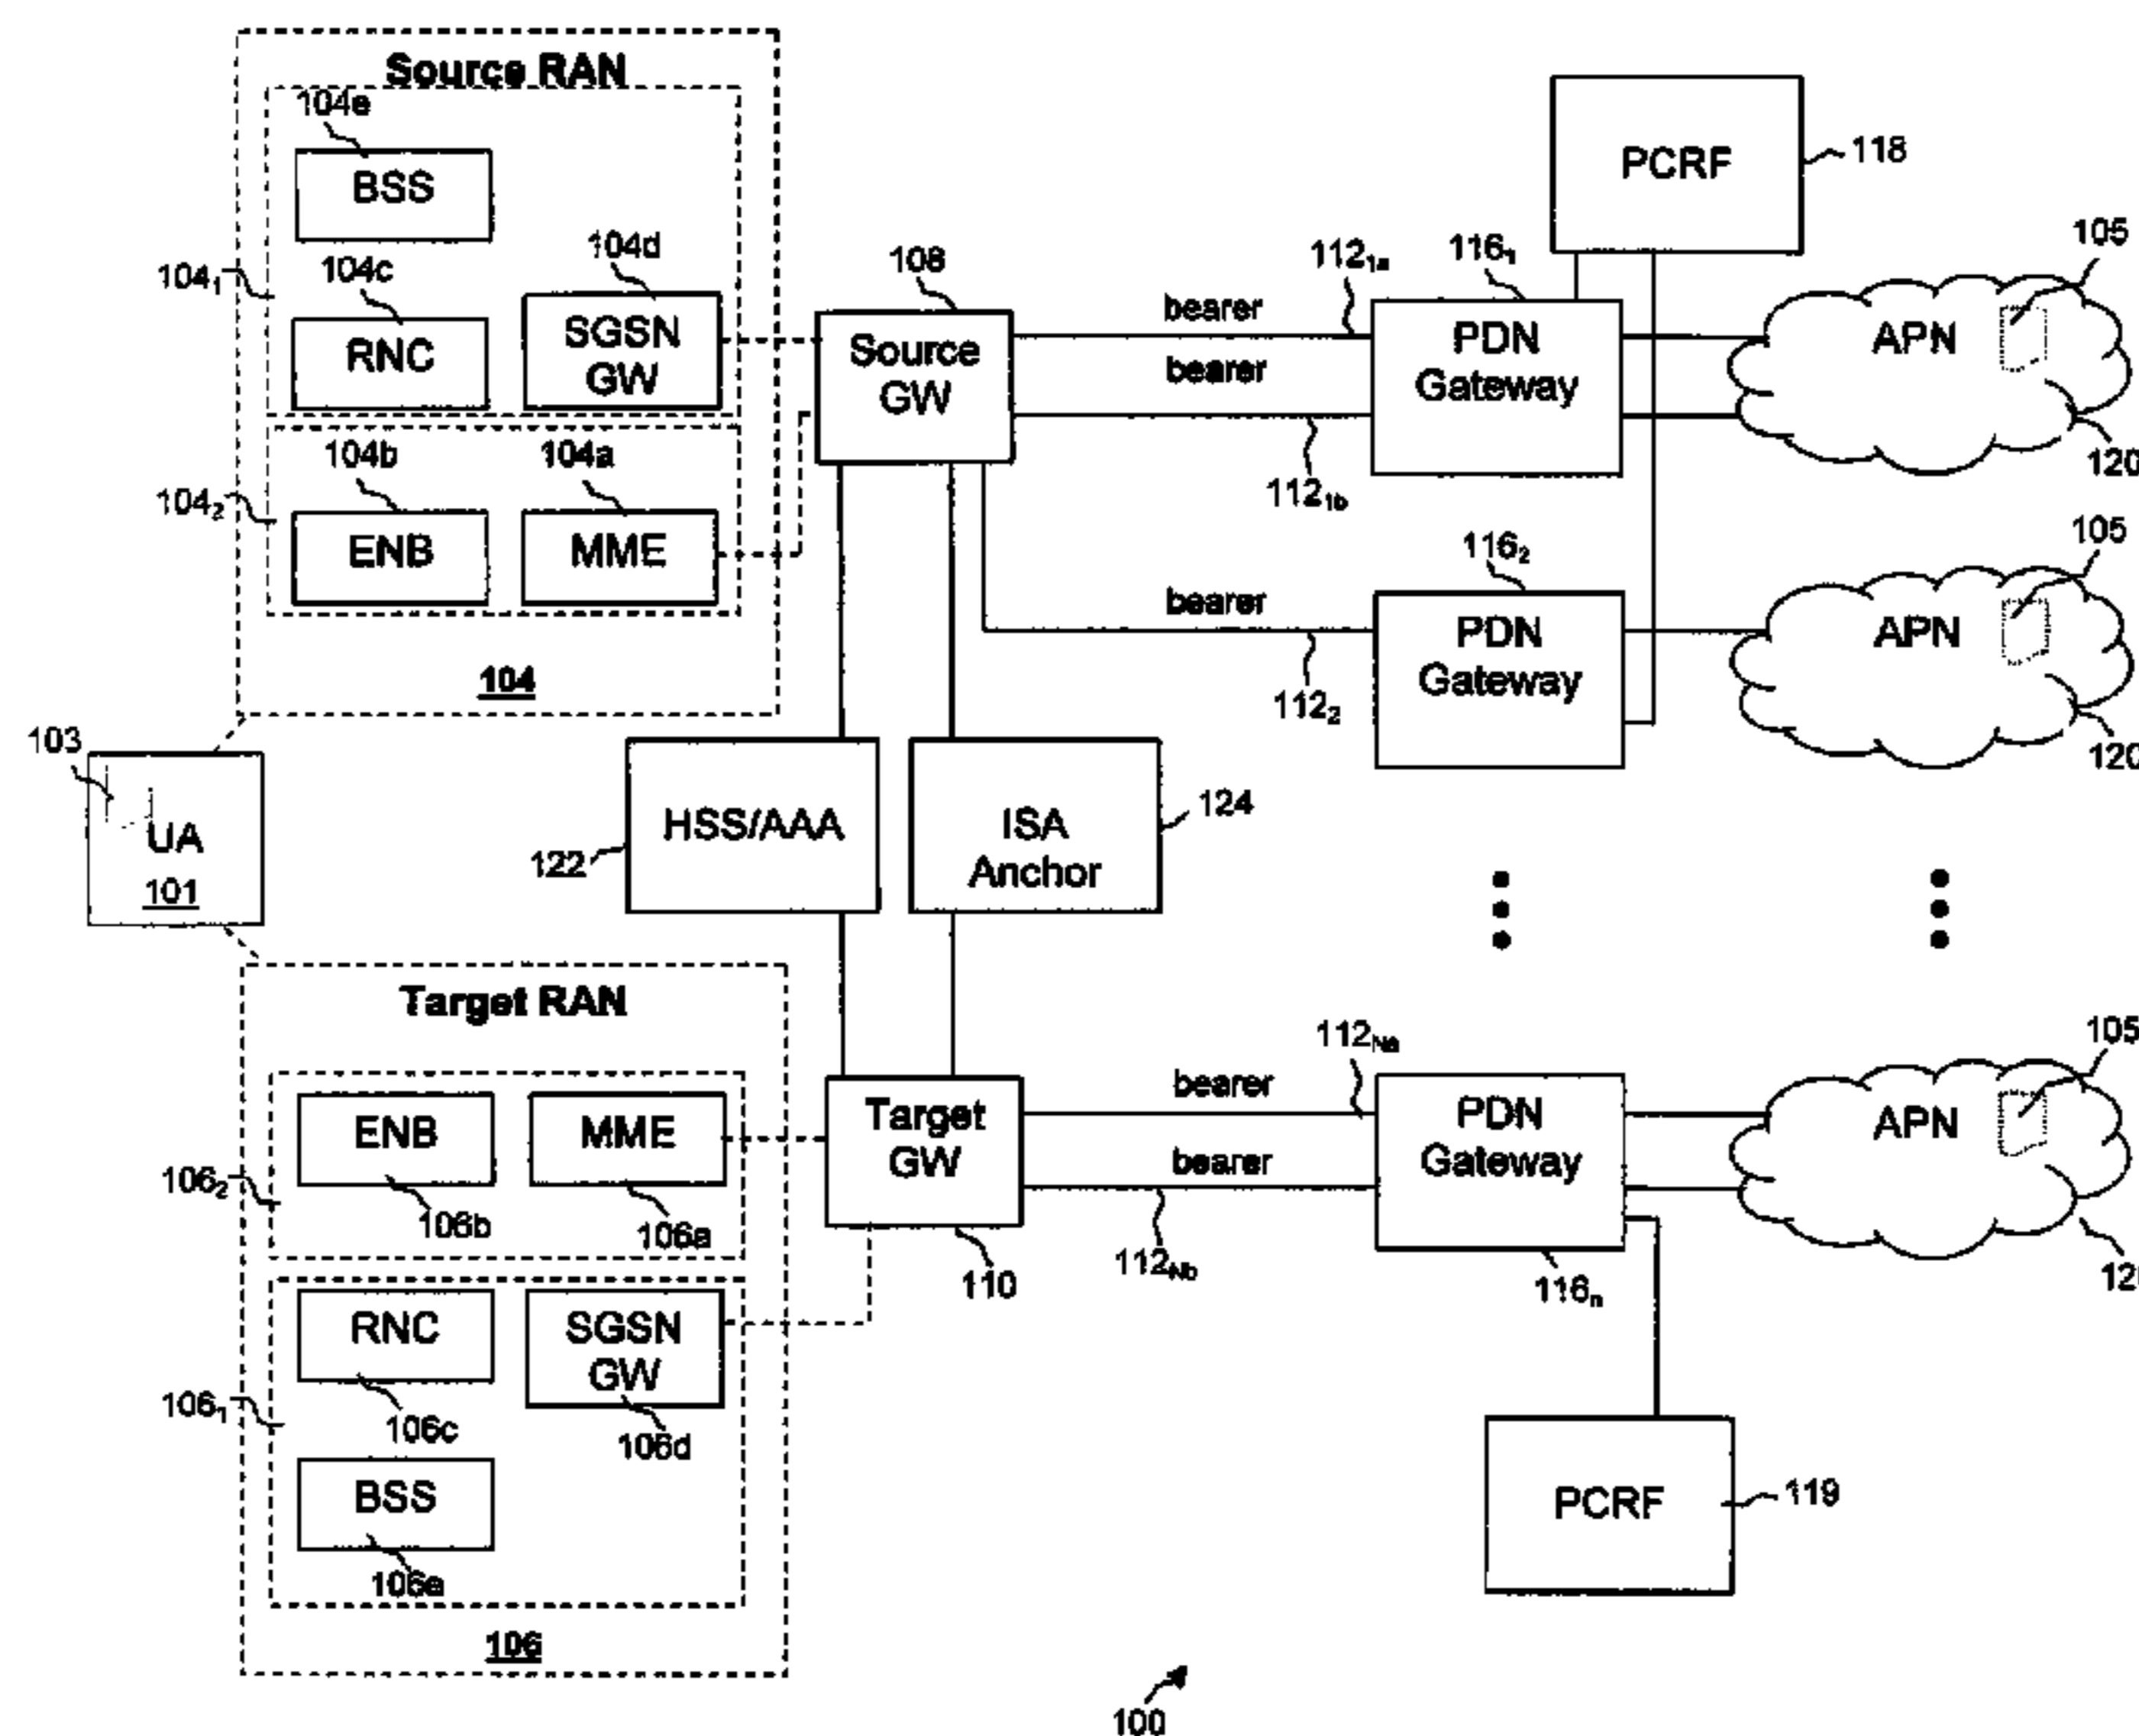 Source RAN
104e
BSS
104₁
104c
RNC
104d
SGSN
GW
104b
ENB
104a
MME
104₂
104
108
Source
GW
bearer
112₁ₐ
bearer
112₁b
116₁
PDN
Gateway
PCRF
118
APN
105
120
bearer
112₂
116₂
PDN
Gateway
APN
105
120
103
UA
101
HSS/AAA
122
ISA
Anchor
124
Target RAN
ENB
106b
MME
106a
106₂
RNC
106c
SGSN
GW
106d
106₁
BSS
106e
106
Target
GW
110
bearer
112Na
bearer
112Nb
PDN
Gateway
116ₙ
APN
105
PCRF
119
100